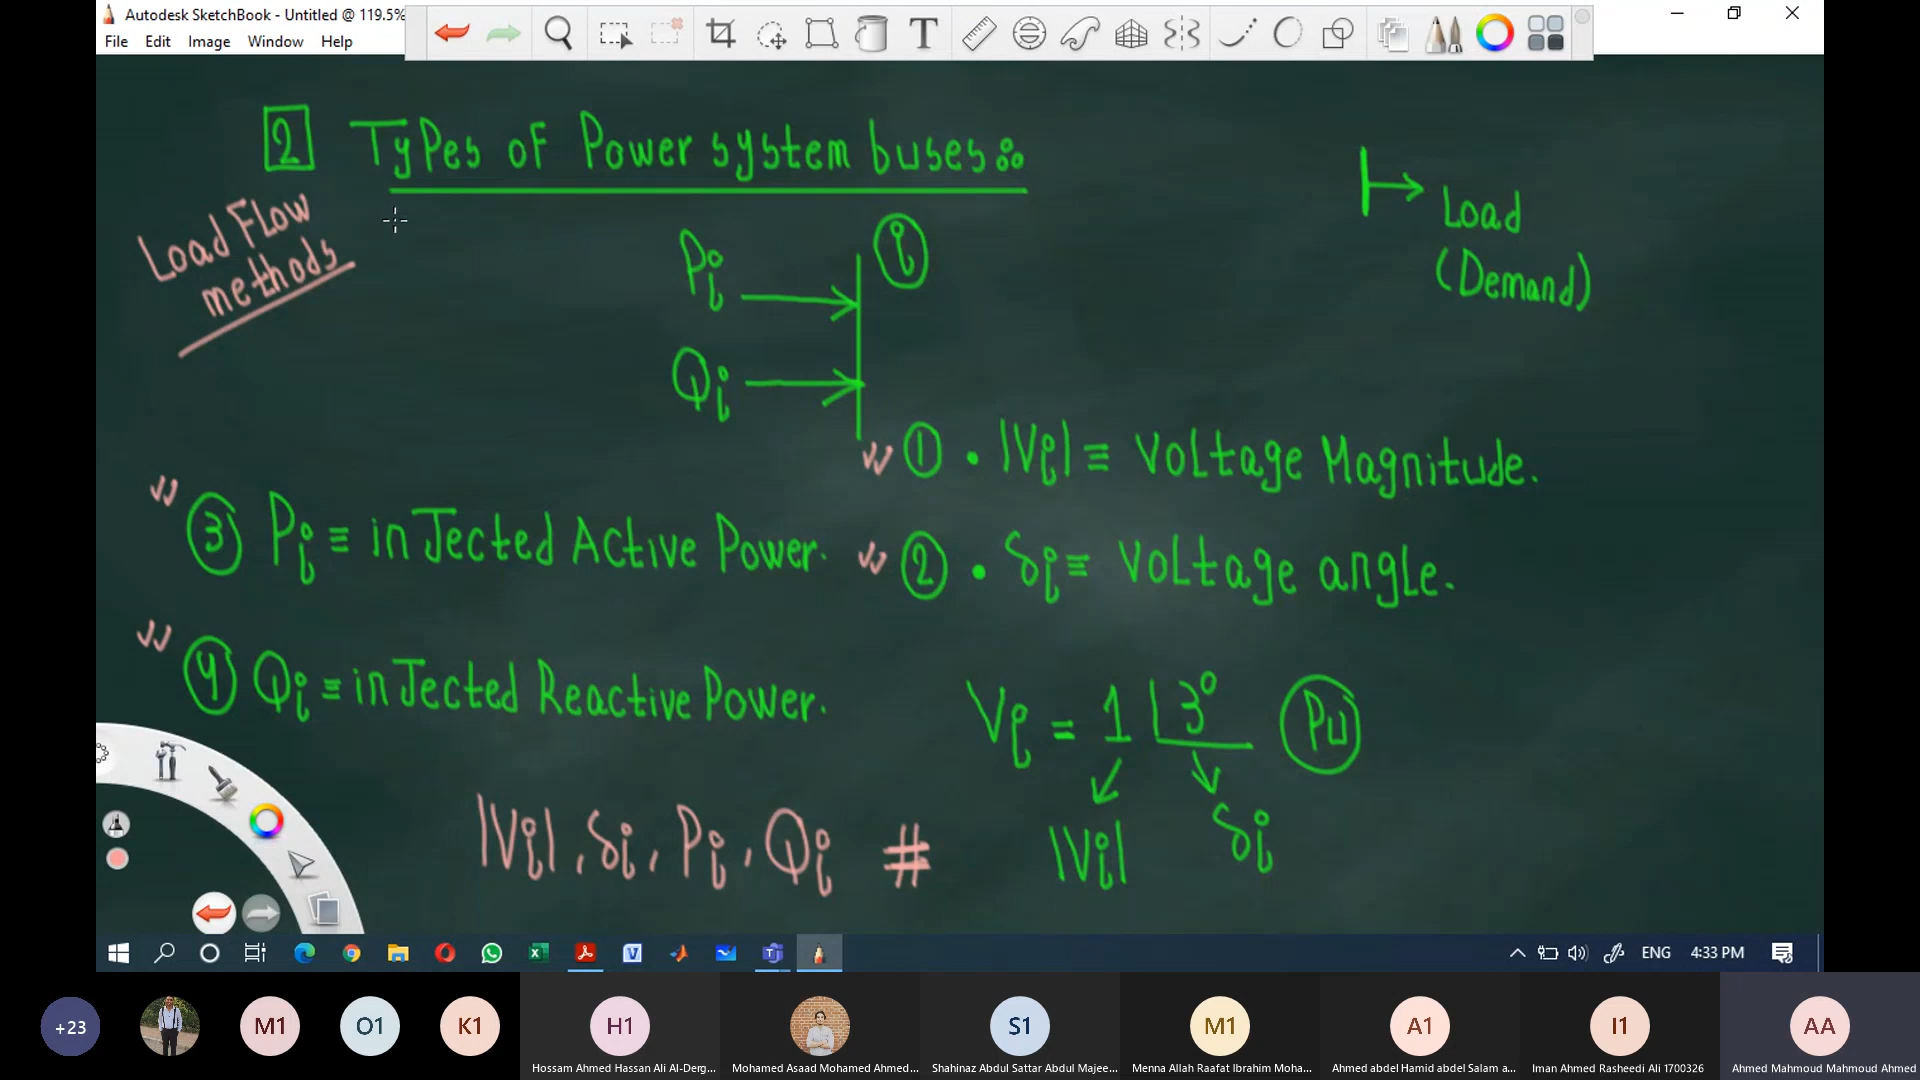 Autodesk SketchBook - Untitled @ 119.5%
File Edit Image Window Help
2 Types of Power system buses
Load Flow
methods
Pi
i
Load
(Demand)
Qi
① • |Vi| ≡ Voltage Magnitude.
③ Pi ≡ inJected Active Power.
② • δi ≡ Voltage angle.
④ Qi ≡ inJected Reactive Power.
Vi = 1 ∟3° Pu
|Vi| δi
|Vi|, δi, Pi, Qi #
ENG 4:33 PM
+23 M1 O1 K1 H1 S1 M1 A1 I1 AA
Hossam Ahmed Hassan Ali Al-Derg...
Mohamed Asaad Mohamed Ahmed...
Shahinaz Abdul Sattar Abdul Majee...
Menna Allah Raafat Ibrahim Moha...
Ahmed abdel Hamid abdel Salam a...
Iman Ahmed Rasheedi Ali 1700326
Ahmed Mahmoud Mahmoud Ahmed